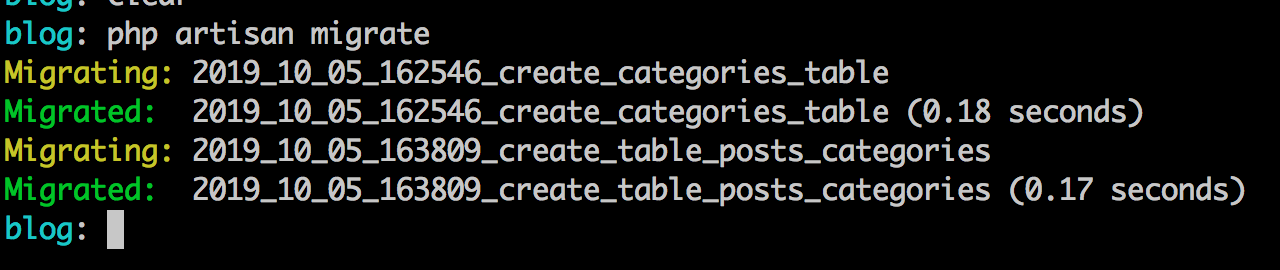 blog: clear
blog: php artisan migrate
Migrating: 2019_10_05_162546_create_categories_table
Migrated:  2019_10_05_162546_create_categories_table (0.18 seconds)
Migrating: 2019_10_05_163809_create_table_posts_categories
Migrated:  2019_10_05_163809_create_table_posts_categories (0.17 seconds)
blog: